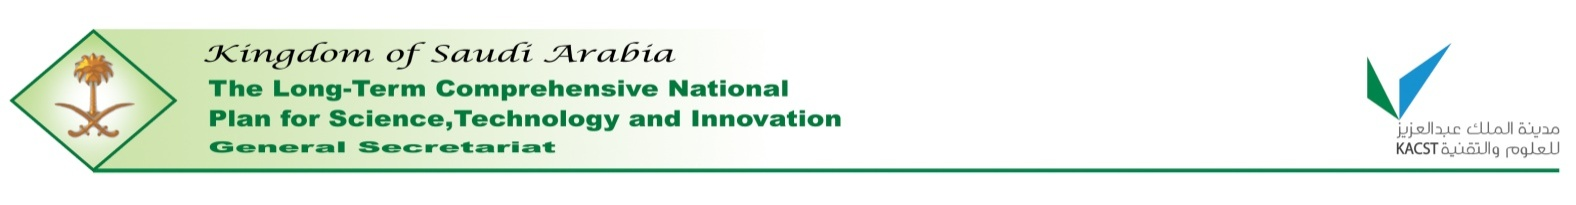 Kingdom of Saudi Arabia
The Long-Term Comprehensive National
Plan for Science,Technology and Innovation
General Secretariat
مدينة الملك عبدالعزيز
للعلوم والتقنية KACST